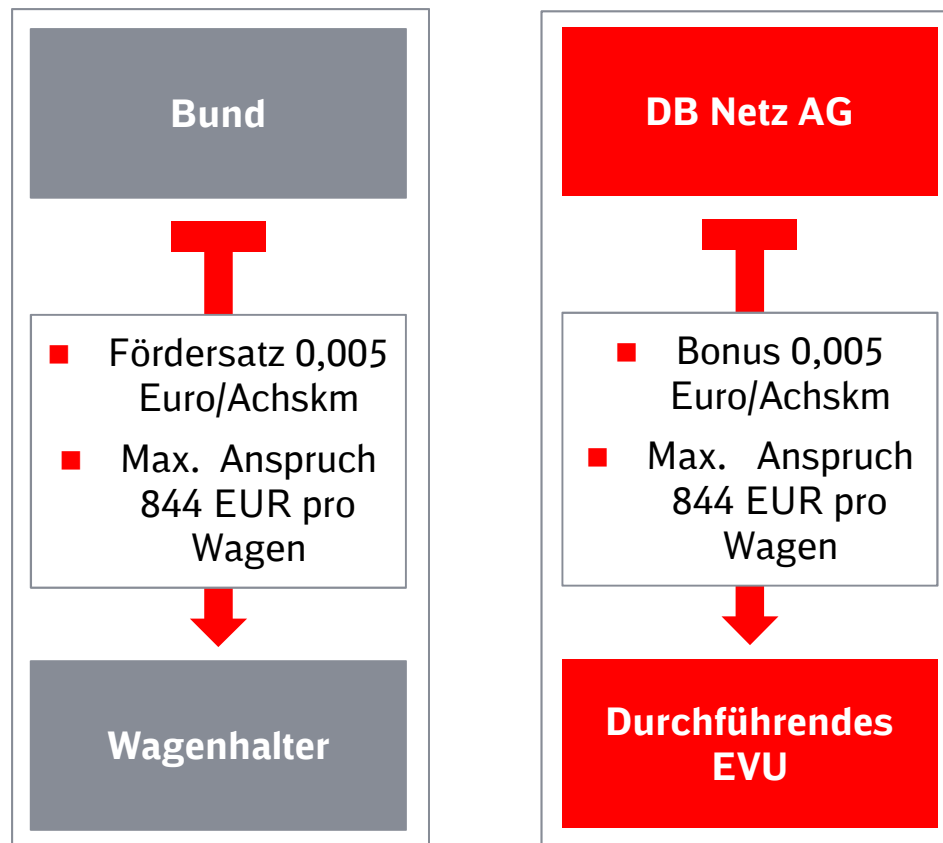 Bund
■ Fördersatz 0,005
Euro/Achskm
■ Max. Anspruch
844 EUR pro
Wagen
Wagenhalter
DB Netz AG
■ Bonus 0,005
Euro/Achskm
■ Max. Anspruch
844 EUR pro
Wagen
Durchführendes
EVU